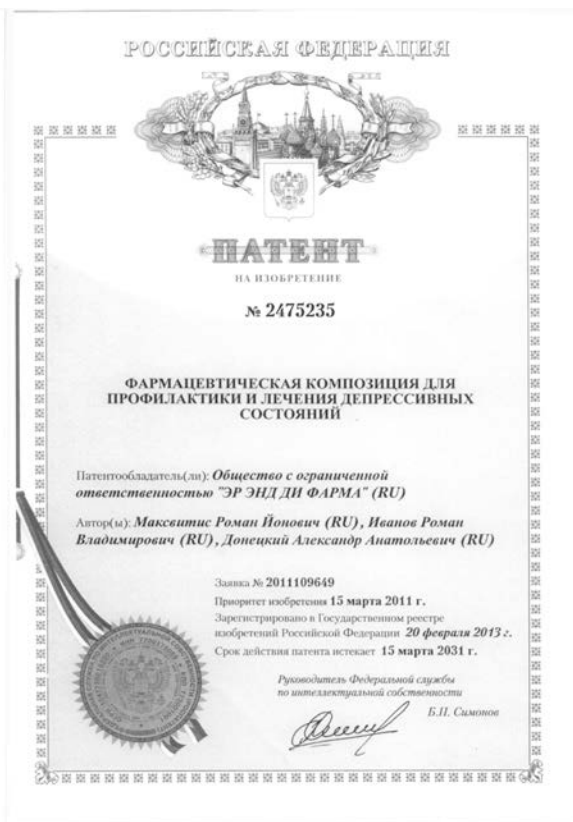 РОССИЙСКАЯ ФЕДЕРАЦИЯ
ПАТЕНТ
НА ИЗОБРЕТЕНИЕ
№ 2475235
ФАРМАЦЕВТИЧЕСКАЯ КОМПОЗИЦИЯ ДЛЯ
ПРОФИЛАКТИКИ И ЛЕЧЕНИЯ ДЕПРЕССИВНЫХ
СОСТОЯНИЙ
Патентообладатель(ли): Общество с ограниченной
ответственностью "ЭР ЭНД ДИ ФАРМА" (RU)
Автор(ы): Максвитис Роман Йонович (RU), Иванов Роман
Владимирович (RU), Донецкий Александр Анатольевич (RU)
Заявка № 2011109649
Приоритет изобретения 15 марта 2011 г.
Зарегистрировано в Государственном реестре
изобретений Российской Федерации 20 февраля 2013 г.
Срок действия патента истекает 15 марта 2031 г.
Руководитель Федеральной службы
по интеллектуальной собственности
Б.П. Симонов